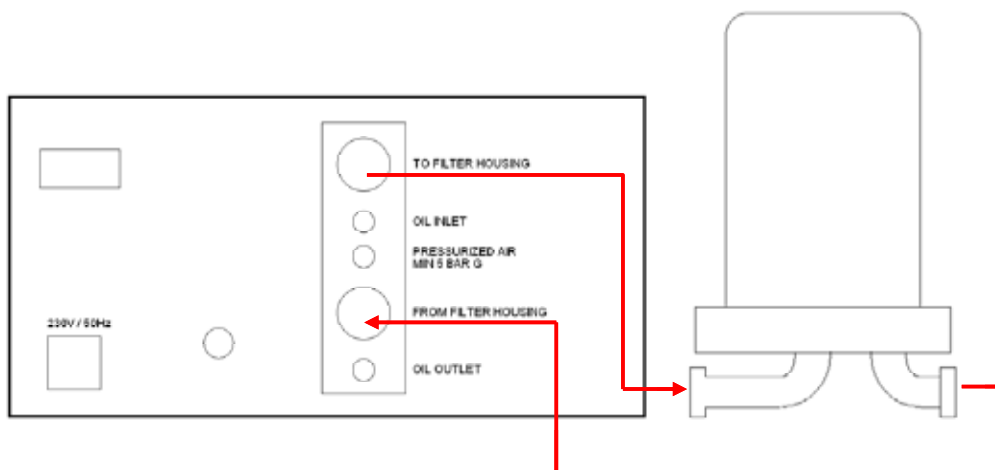 TO FILTER HOUSING
OIL INLET
PRESSURIZED AIR
MIN 5 BAR G
FROM FILTER HOUSING
230V / 50Hz
OIL OUTLET